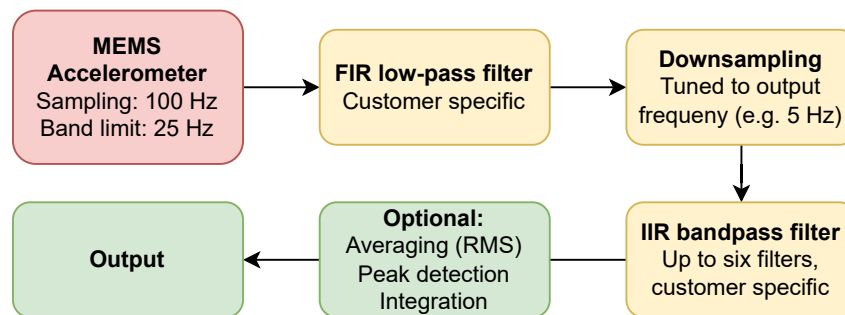 MEMS
Accelerometer
Sampling: 100 Hz
Band limit: 25 Hz
FIR low-pass filter
Customer specific
Downsampling
Tuned to output
frequeny (e.g. 5 Hz)
IIR bandpass filter
Up to six filters,
customer specific
Optional:
Averaging (RMS)
Peak detection
Integration
Output